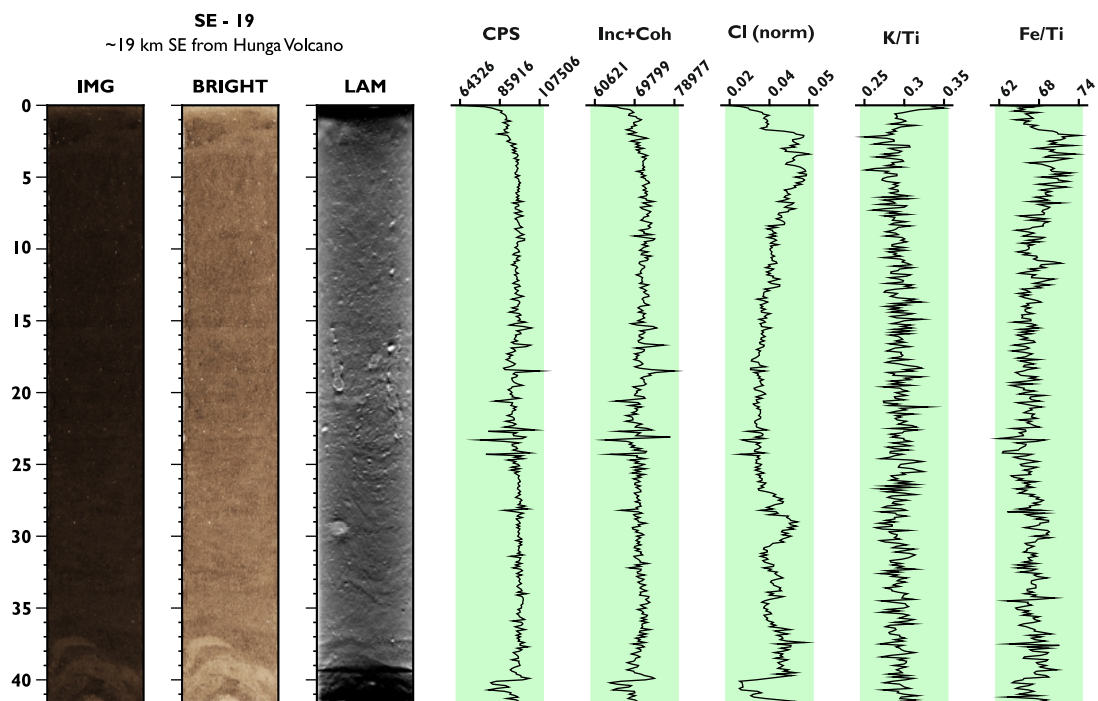 SE - 19
~19 km SE from Hunga Volcano
IMG BRIGHT LAM
CPS Inc+Coh Cl (norm) K/Ti Fe/Ti
64326 85916 107506 60621 69799 78977 0.02 0.04 0.05 0.25 0.3 0.35 62 68 74
0
5
10
15
20
25
30
35
40